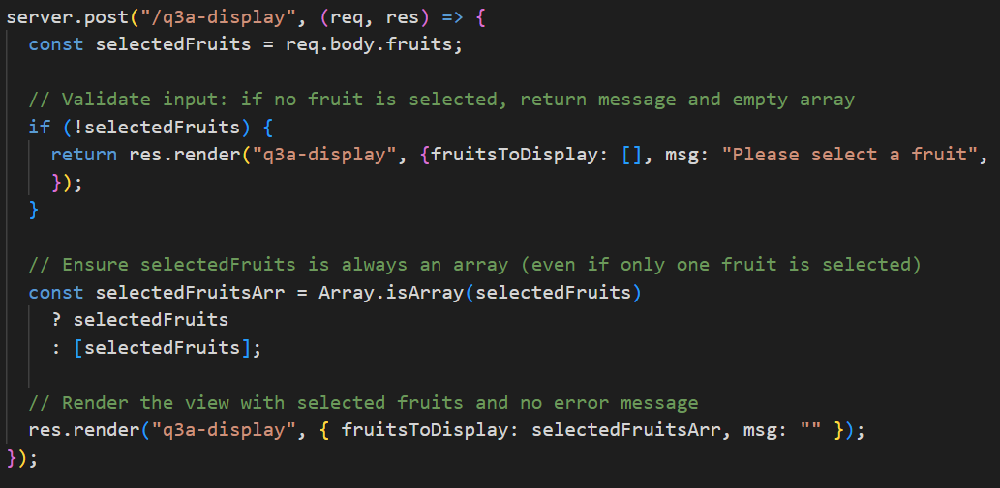 server.post("/q3a-display", (req, res) => {
  const selectedFruits = req.body.fruits;

  // Validate input: if no fruit is selected, return message and empty array
  if (!selectedFruits) {
    return res.render("q3a-display", {fruitsToDisplay: [], msg: "Please select a fruit",
    });
  }

  // Ensure selectedFruits is always an array (even if only one fruit is selected)
  const selectedFruitsArr = Array.isArray(selectedFruits)
    ? selectedFruits
    : [selectedFruits];

  // Render the view with selected fruits and no error message
  res.render("q3a-display", { fruitsToDisplay: selectedFruitsArr, msg: "" });
});